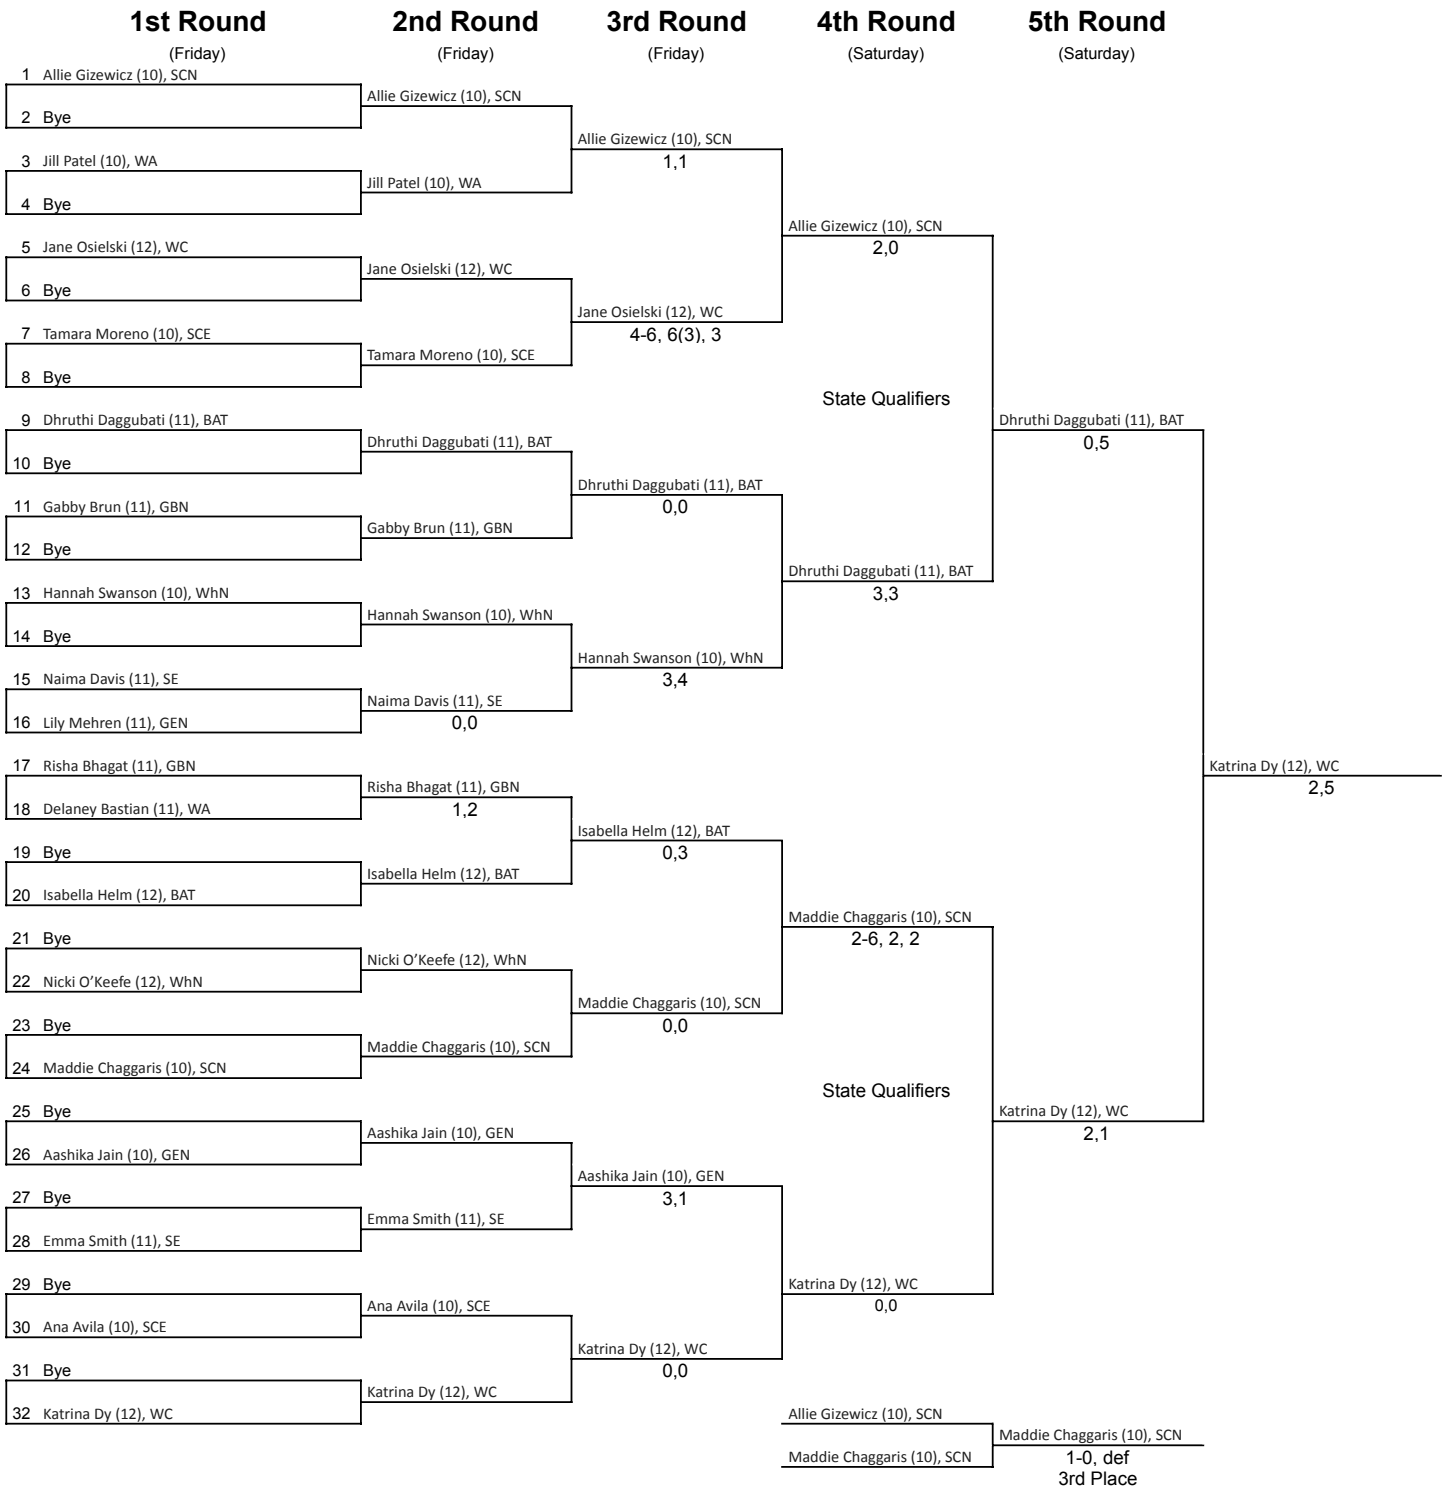 1st Round
(Friday)
2nd Round
(Friday)
3rd Round
(Friday)
4th Round
(Saturday)
5th Round
(Saturday)
1 Allie Gizewicz (10), SCN
2 Bye
3 Jill Patel (10), WA
4 Bye
5 Jane Osielski (12), WC
6 Bye
7 Tamara Moreno (10), SCE
8 Bye
9 Dhruthi Daggubati (11), BAT
10 Bye
11 Gabby Brun (11), GBN
12 Bye
13 Hannah Swanson (10), WhN
14 Bye
15 Naima Davis (11), SE
16 Lily Mehren (11), GEN
17 Risha Bhagat (11), GBN
18 Delaney Bastian (11), WA
19 Bye
20 Isabella Helm (12), BAT
21 Bye
22 Nicki O’Keefe (12), WhN
23 Bye
24 Maddie Chaggaris (10), SCN
25 Bye
26 Aashika Jain (10), GEN
27 Bye
28 Emma Smith (11), SE
29 Bye
30 Ana Avila (10), SCE
31 Bye
32 Katrina Dy (12), WC
Allie Gizewicz (10), SCN
Jill Patel (10), WA
Jane Osielski (12), WC
Tamara Moreno (10), SCE
Dhruthi Daggubati (11), BAT
Gabby Brun (11), GBN
Hannah Swanson (10), WhN
Naima Davis (11), SE
0,0
Risha Bhagat (11), GBN
1,2
Isabella Helm (12), BAT
Nicki O’Keefe (12), WhN
Maddie Chaggaris (10), SCN
Aashika Jain (10), GEN
Emma Smith (11), SE
Ana Avila (10), SCE
Katrina Dy (12), WC
Allie Gizewicz (10), SCN
1,1
Jane Osielski (12), WC
4-6, 6(3), 3
Dhruthi Daggubati (11), BAT
0,0
Hannah Swanson (10), WhN
3,4
Isabella Helm (12), BAT
0,3
Maddie Chaggaris (10), SCN
0,0
Aashika Jain (10), GEN
3,1
Katrina Dy (12), WC
0,0
Allie Gizewicz (10), SCN
2,0
State Qualifiers
Dhruthi Daggubati (11), BAT
3,3
Maddie Chaggaris (10), SCN
2-6, 2, 2
State Qualifiers
Katrina Dy (12), WC
0,0
Dhruthi Daggubati (11), BAT
0,5
Katrina Dy (12), WC
2,1
Katrina Dy (12), WC
2,5
Allie Gizewicz (10), SCN
Maddie Chaggaris (10), SCN
Maddie Chaggaris (10), SCN
1-0, def
3rd Place